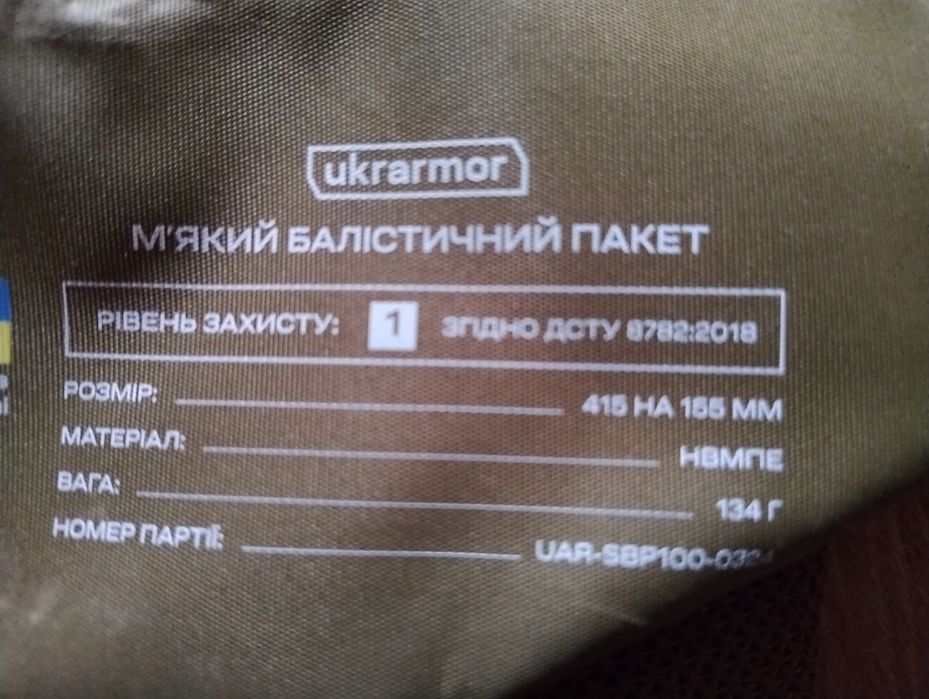 ukrarmor
М'ЯКИЙ БАЛІСТИЧНИЙ ПАКЕТ
РІВЕНЬ ЗАХИСТУ: 1 ЗГІДНО ДСТУ 8782:2018
РОЗМІР: 415 НА 155 ММ
МАТЕРІАЛ: НВМПЕ
ВАГА: 134 Г
НОМЕР ПАРТІЇ: